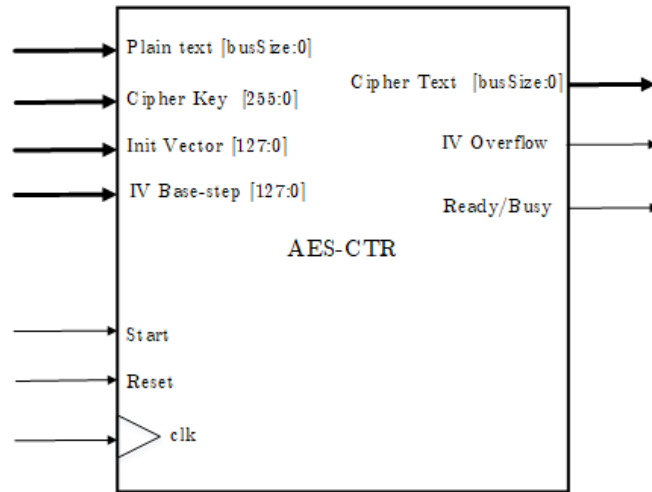 Plain text [busSize:0]
Cipher Key [255:0]
Init Vector [127:0]
IV Base-step [127:0]
Cipher Text [busSize:0]
IV Overflow
Ready/Busy
AES-CTR
Start
Reset
clk